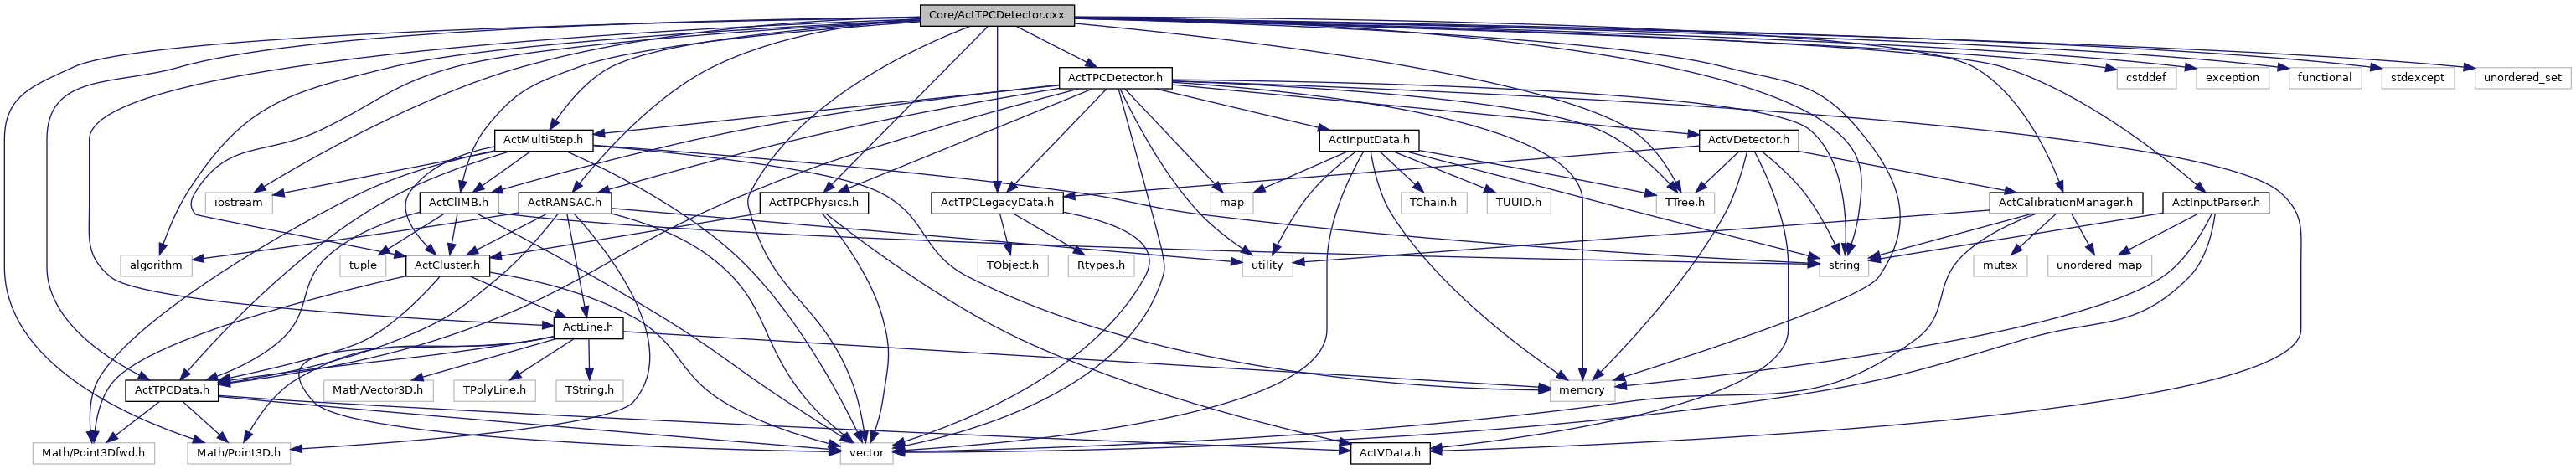 Core/ActTPCDetector.cxx
ActTPCDetector.h
cstddef
exception
functional
stdexcept
unordered_set
ActMultiStep.h
ActInputData.h
ActVDetector.h
iostream
ActClIMB.h
ActRANSAC.h
ActTPCPhysics.h
ActTPCLegacyData.h
map
TChain.h
TUUID.h
TTree.h
ActCalibrationManager.h
ActInputParser.h
algorithm
tuple
ActCluster.h
TObject.h
Rtypes.h
utility
string
mutex
unordered_map
ActLine.h
ActTPCData.h
Math/Vector3D.h
TPolyLine.h
TString.h
memory
Math/Point3Dfwd.h
Math/Point3D.h
vector
ActVData.h